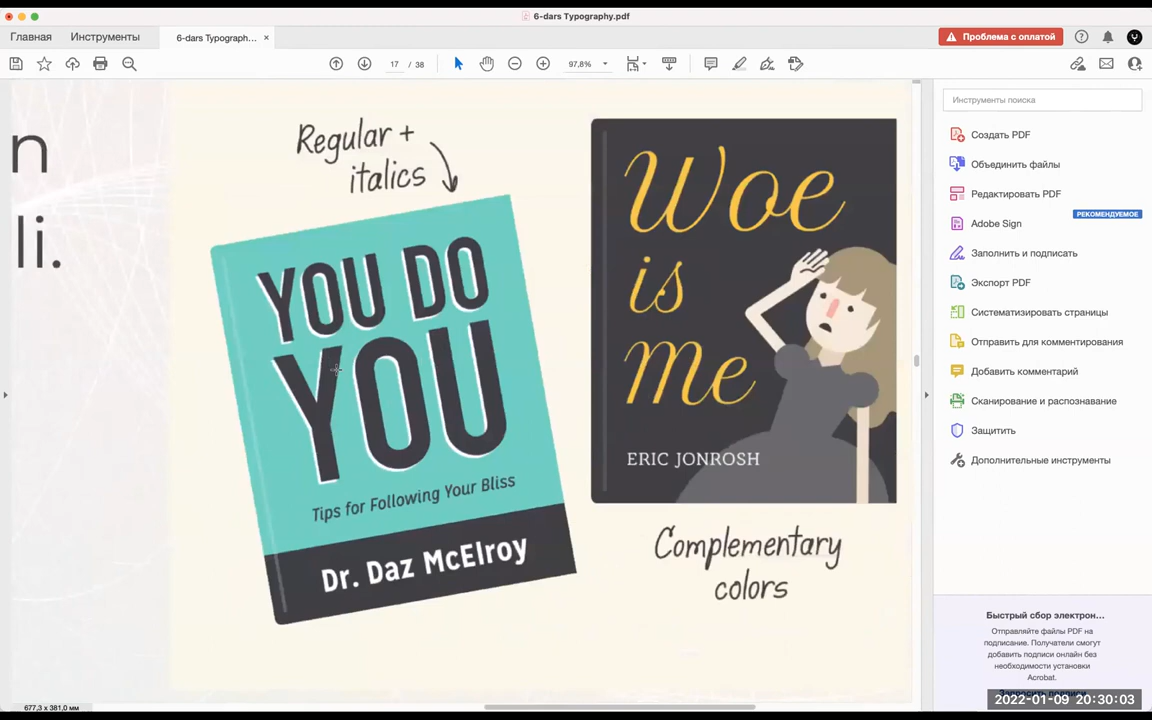 6-dars Typography.pdf
Главная
Инструменты
6-dars Typograph...
×
Проблема с оплатой
17 / 38
97,8%
n
li.
Regular +
italics
YOU DO
YOU
Tips for Following Your Bliss
Dr. Daz McElroy
Woe
is
Me
ERIC JONROSH
Complementary
colors
Инструменты поиска
Создать PDF
Объединить файлы
Редактировать PDF
РЕКОМЕНДУЕМОЕ
Adobe Sign
Заполнить и подписать
Экспорт PDF
Систематизировать страницы
Отправить для комментирования
Добавить комментарий
Сканирование и распознавание
Защитить
Дополнительные инструменты
Быстрый сбор электрон...
Отправляйте файлы PDF на
подписание. Получатели смогут
добавить подписи онлайн без
необходимости установки
Acrobat.
Запросить подписи
2022-01-09 20:30:03
677,3 x 381,0 мм